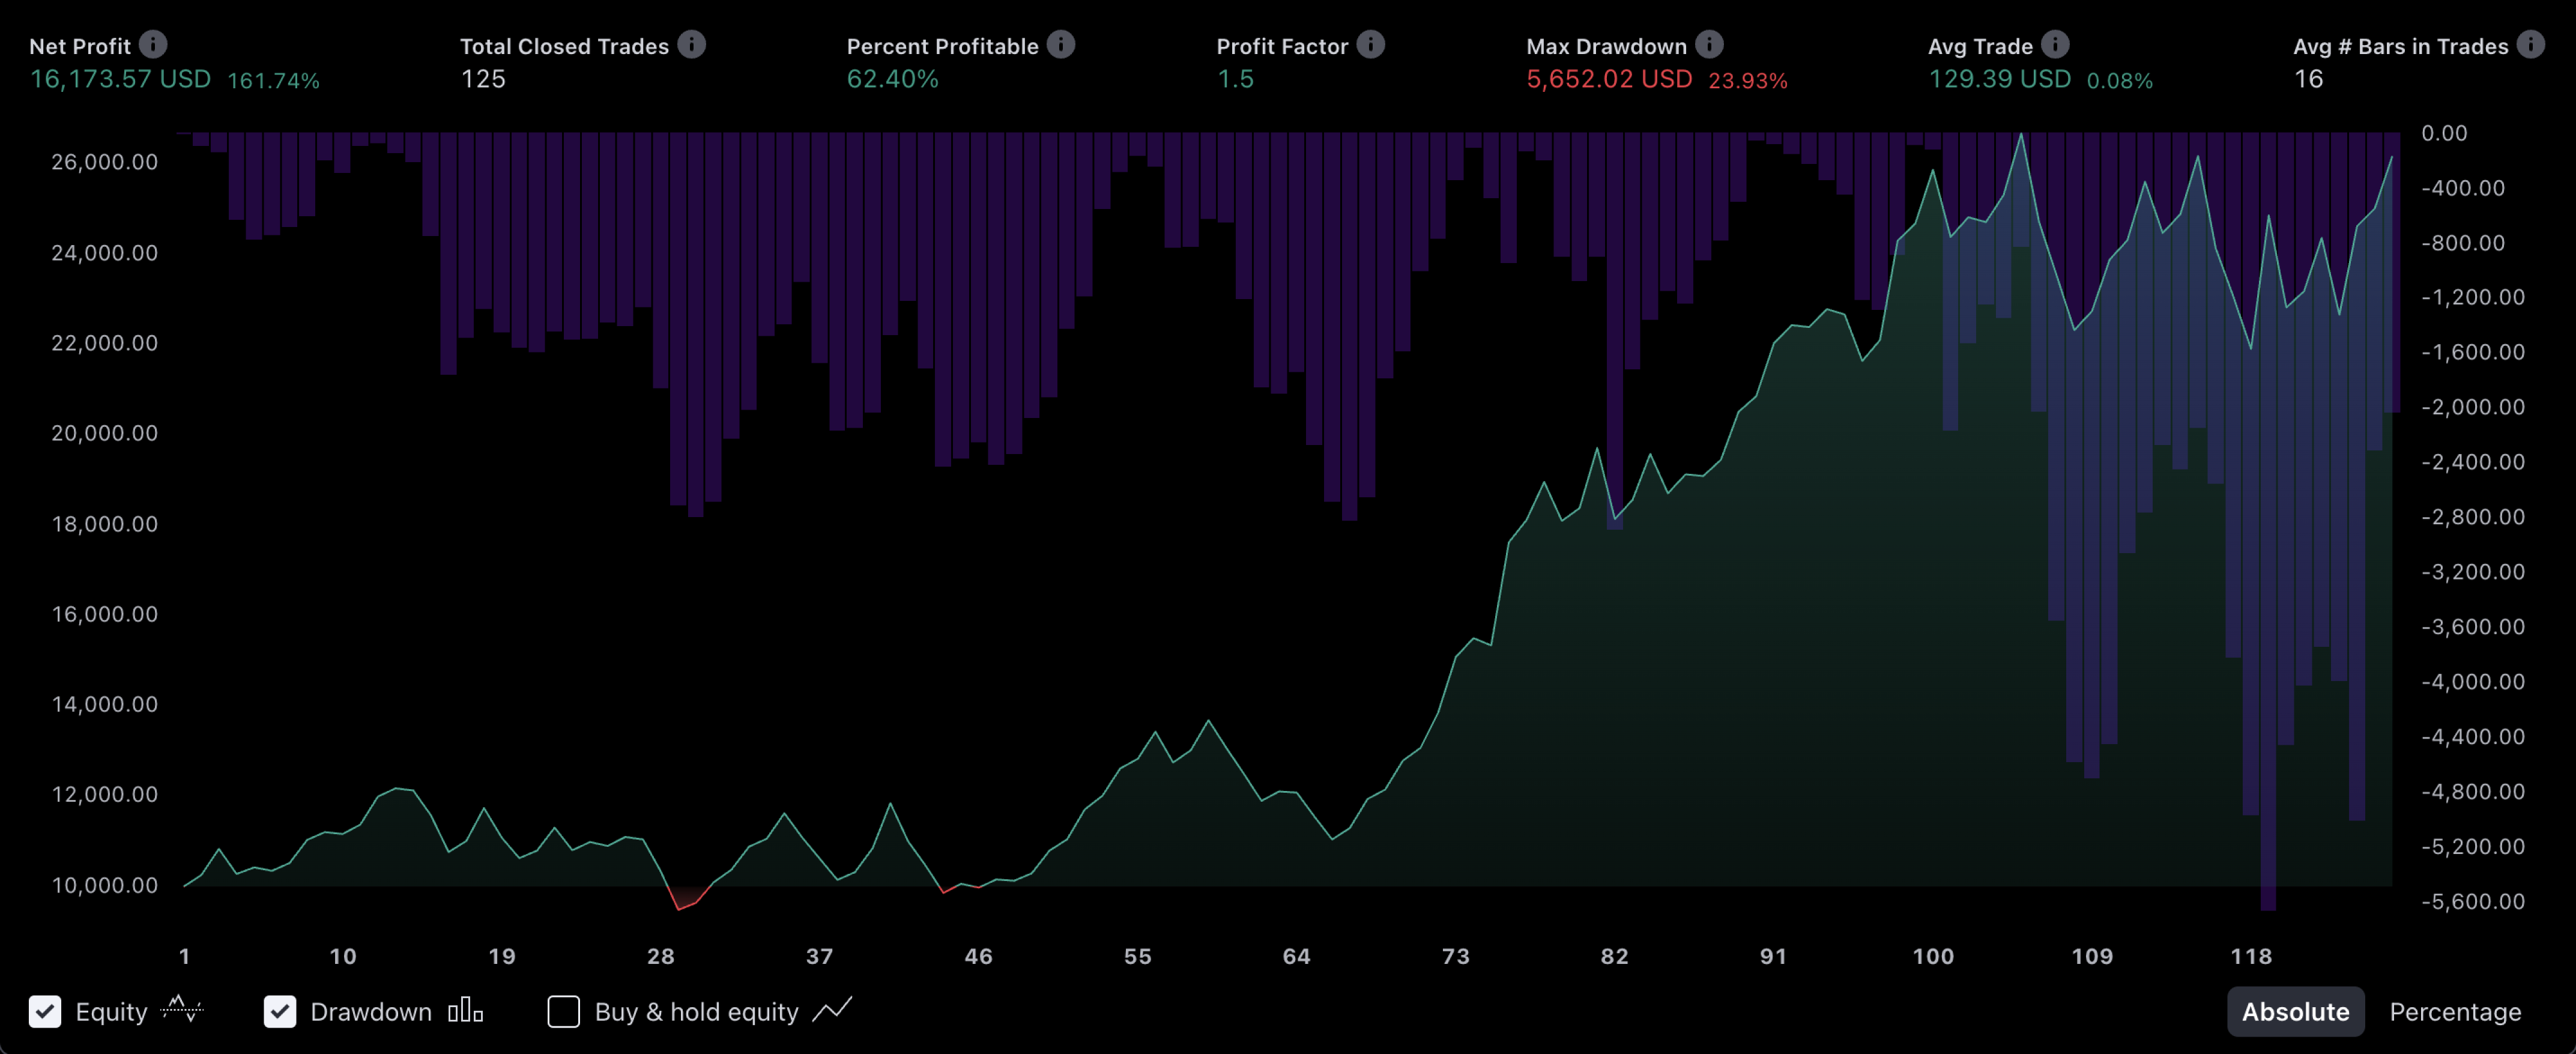 Net Profit
16,173.57 USD 161.74%
Total Closed Trades
125
Percent Profitable
62.40%
Profit Factor
1.5
Max Drawdown
5,652.02 USD 23.93%
Avg Trade
129.39 USD 0.08%
Avg # Bars in Trades
16
26,000.00
24,000.00
22,000.00
20,000.00
18,000.00
16,000.00
14,000.00
12,000.00
10,000.00
0.00
-400.00
-800.00
-1,200.00
-1,600.00
-2,000.00
-2,400.00
-2,800.00
-3,200.00
-3,600.00
-4,000.00
-4,400.00
-4,800.00
-5,200.00
-5,600.00
1 10 19 28 37 46 55 64 73 82 91 100 109 118
Equity Drawdown Buy & hold equity Absolute Percentage